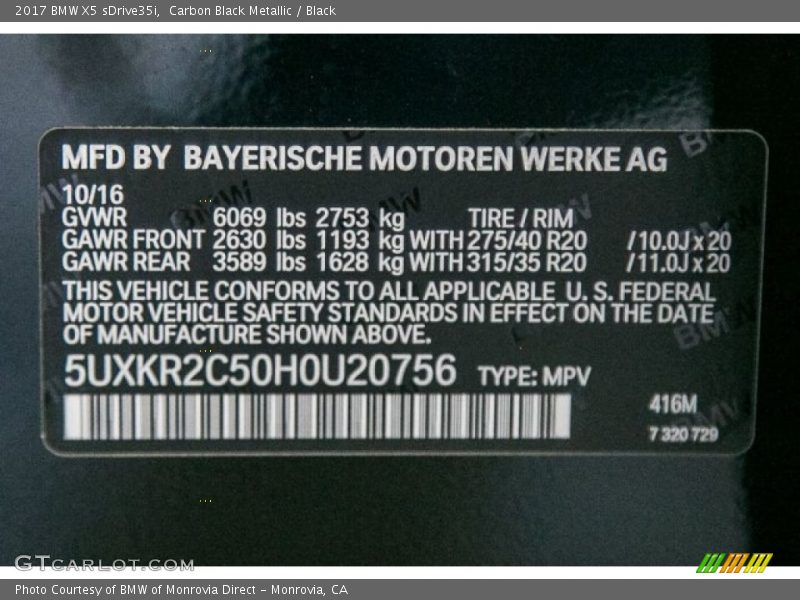 2017 BMW X5 sDrive35i, Carbon Black Metallic / Black
MFD BY BAYERISCHE MOTOREN WERKE AG
10/16
GVWR 6069 lbs 2753 kg TIRE / RIM
GAWR FRONT 2630 lbs 1193 kg WITH 275/40 R20 /10.0J x 20
GAWR REAR 3589 lbs 1628 kg WITH 315/35 R20 /11.0J x 20
THIS VEHICLE CONFORMS TO ALL APPLICABLE U. S. FEDERAL
MOTOR VEHICLE SAFETY STANDARDS IN EFFECT ON THE DATE
OF MANUFACTURE SHOWN ABOVE.
5UXKR2C50H0U20756 TYPE: MPV
416M
7 320 729
GTCARLOT.COM
Photo Courtesy of BMW of Monrovia Direct - Monrovia, CA